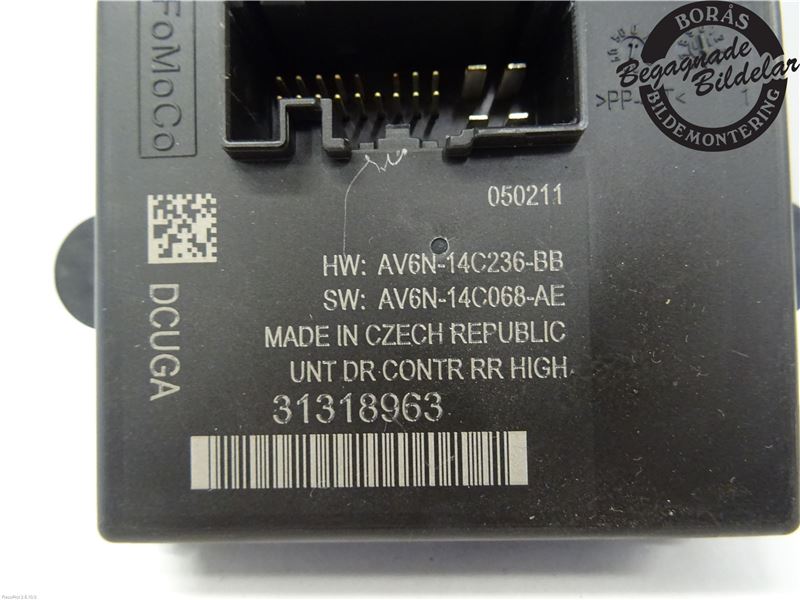 FoMoCo
BORÅS
Begagnade
Bildelar
BILDEMONTERING
050211
HW: AV6N-14C236-BB
SW: AV6N-14C068-AE
MADE IN CZECH REPUBLIC
UNT DR CONTR RR HIGH
31318963
DCUGA